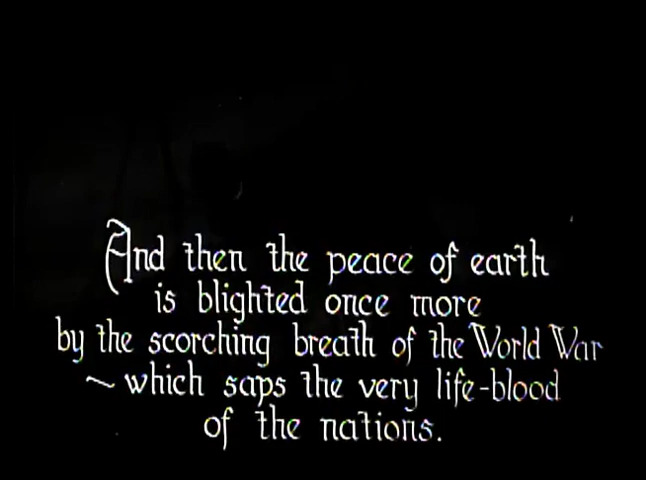 And then the peace of earth
is blighted once more
by the scorching breath of the World War
~ which saps the very life-blood
of the nations.